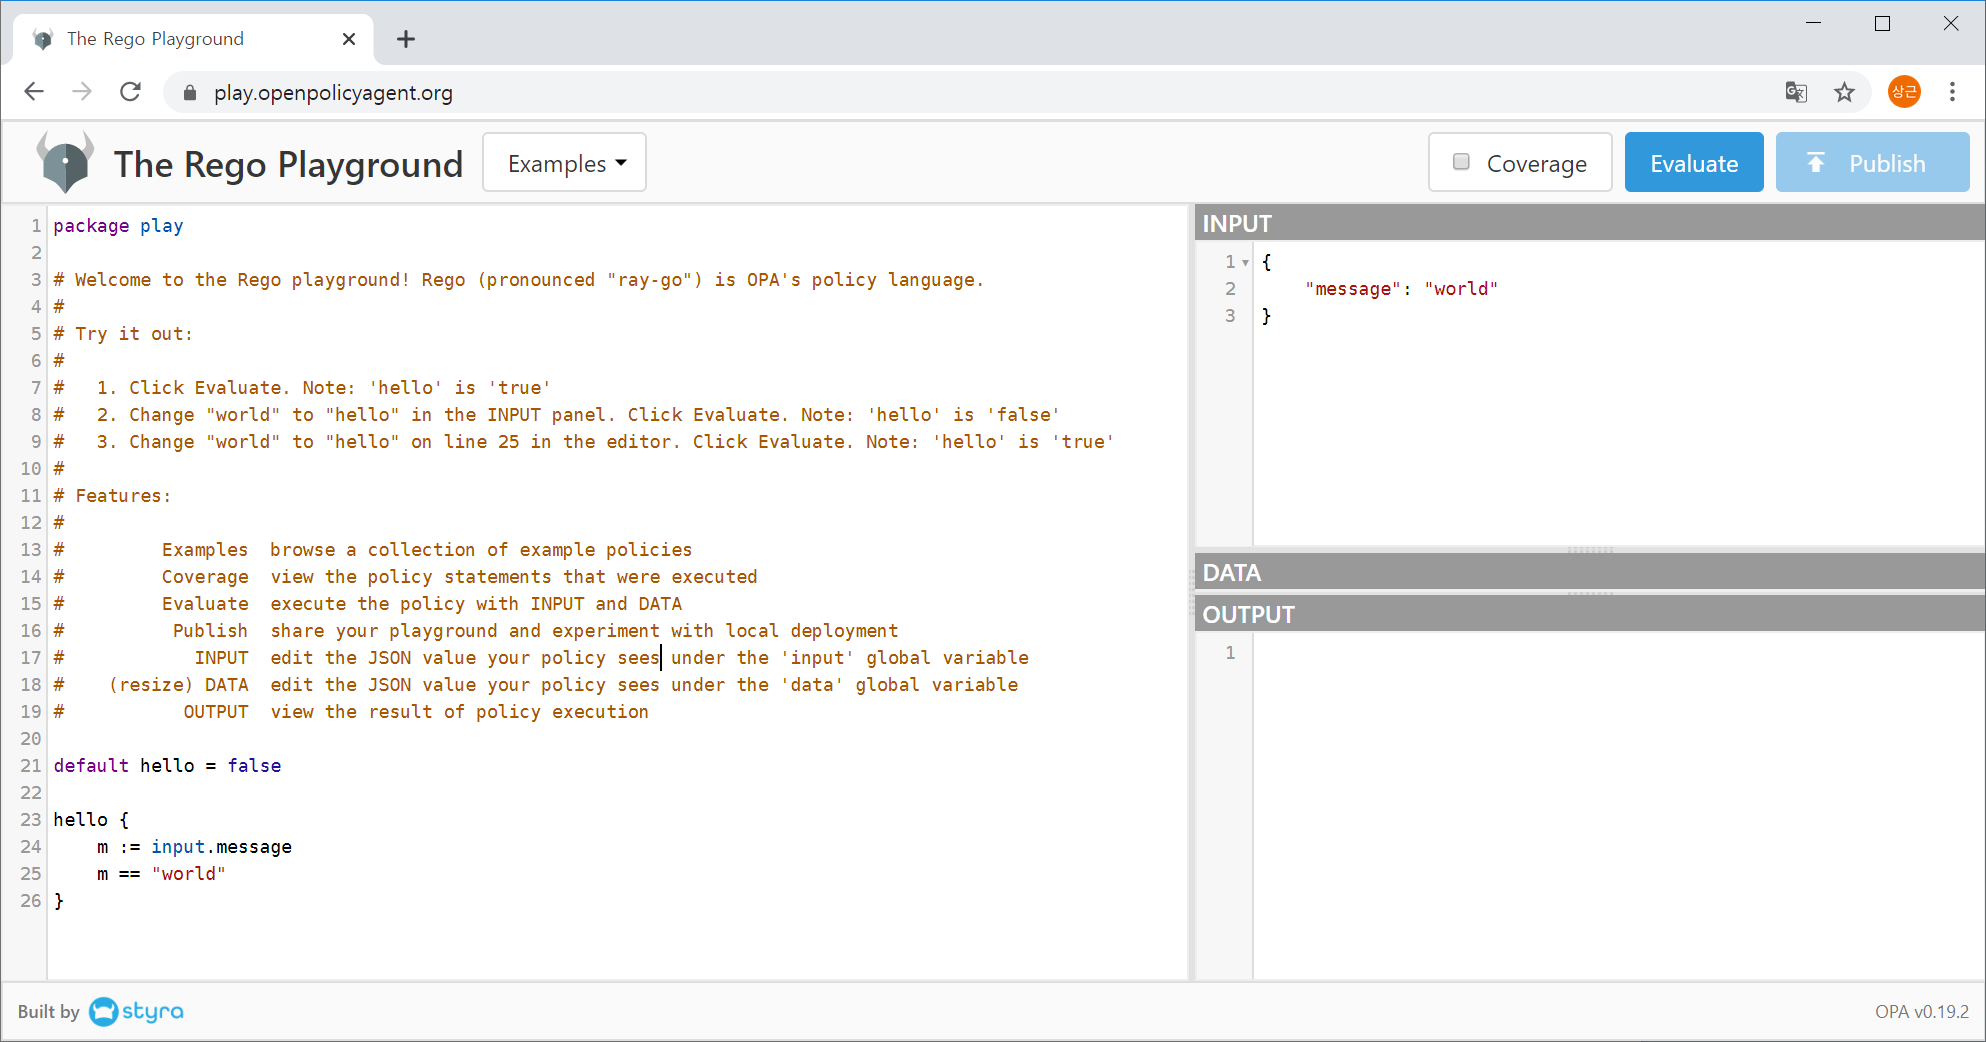 The Rego Playground
play.openpolicyagent.org
상근
The Rego Playground
Examples
Coverage
Evaluate
Publish
1 package play
2
3 # Welcome to the Rego playground! Rego (pronounced "ray-go") is OPA's policy language.
4 #
5 # Try it out:
6 #
7 #   1. Click Evaluate. Note: 'hello' is 'true'
8 #   2. Change "world" to "hello" in the INPUT panel. Click Evaluate. Note: 'hello' is 'false'
9 #   3. Change "world" to "hello" on line 25 in the editor. Click Evaluate. Note: 'hello' is 'true'
10 #
11 # Features:
12 #
13 #         Examples  browse a collection of example policies
14 #         Coverage  view the policy statements that were executed
15 #         Evaluate  execute the policy with INPUT and DATA
16 #          Publish  share your playground and experiment with local deployment
17 #            INPUT  edit the JSON value your policy sees under the 'input' global variable
18 #    (resize) DATA  edit the JSON value your policy sees under the 'data' global variable
19 #           OUTPUT  view the result of policy execution
20
21 default hello = false
22
23 hello {
24     m := input.message
25     m == "world"
26 }
INPUT
1 {
2     "message": "world"
3 }
DATA
OUTPUT
1
Built by styra
OPA v0.19.2